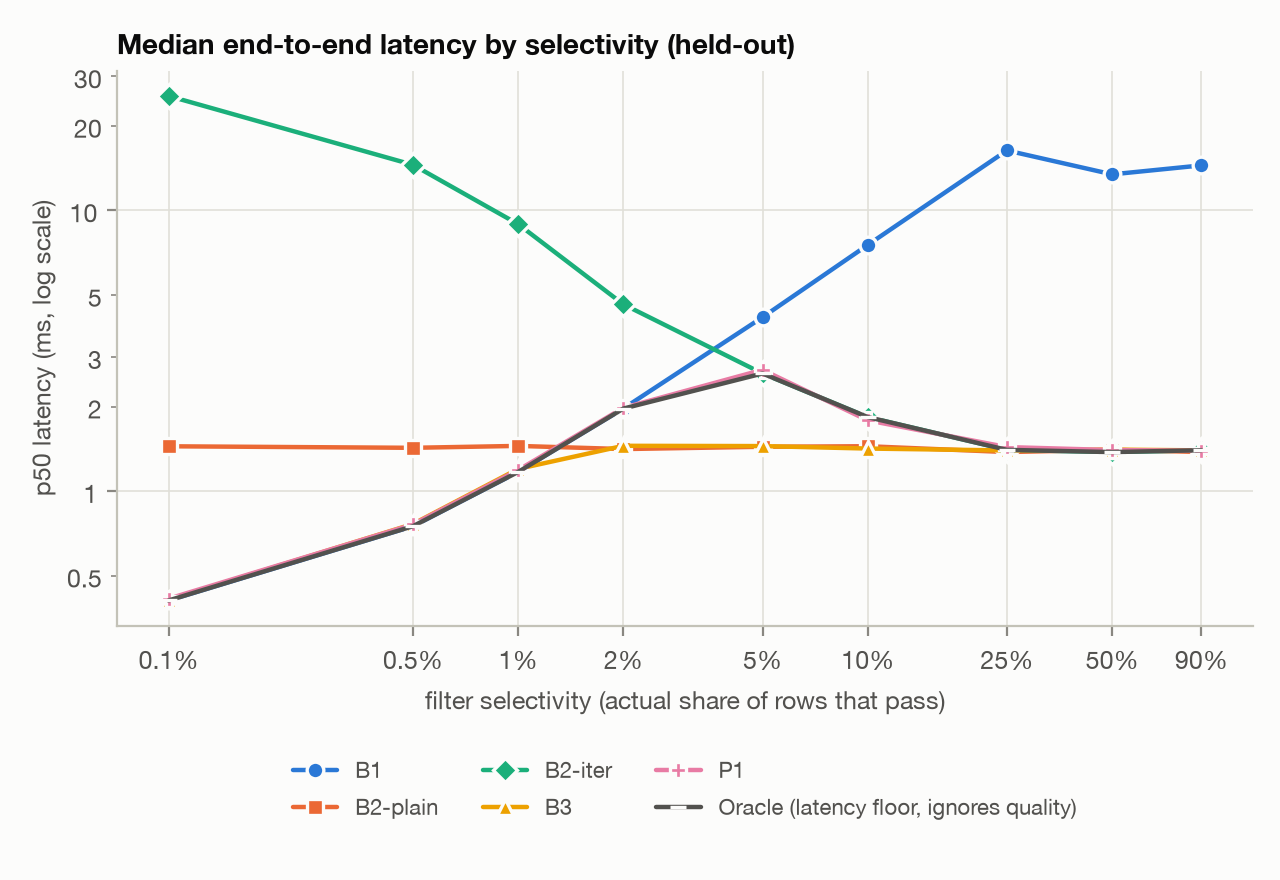 Median end-to-end latency by selectivity (held-out)
30
20
10
5
3
2
1
0.5
p50 latency (ms, log scale)
0.1%
0.5%
1%
2%
5%
10%
25%
50%
90%
filter selectivity (actual share of rows that pass)
B1
B2-iter
P1
B2-plain
B3
Oracle (latency floor, ignores quality)